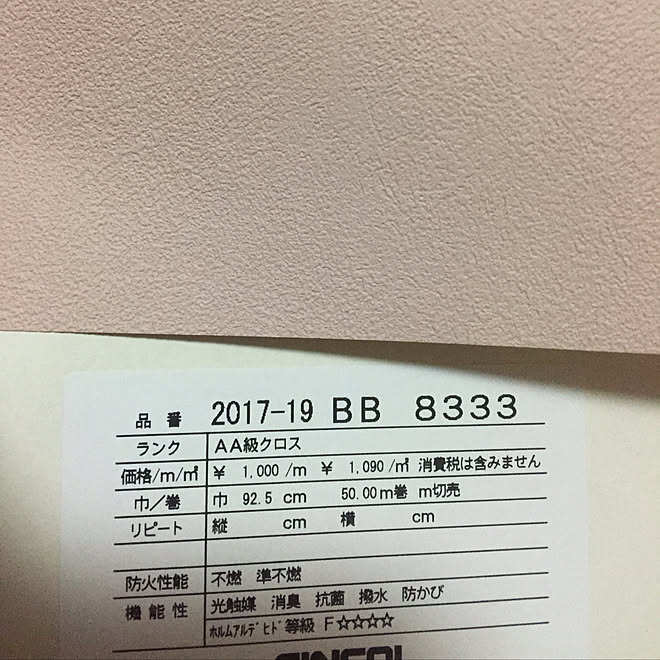 品 番 2017-19 BB 8333
ランク AA級クロス
価格/m/㎡ ¥ 1,000 /m ¥ 1,090 /㎡ 消費税は含みません
巾/巻 巾 92.5 cm 50.00m巻 m切売
リピート 縦 cm 横 cm
防火性能 不燃 準不燃
機能性 光触媒 消臭 抗菌 撥水 防かび
ホルムアルデヒド等級 F☆☆☆☆